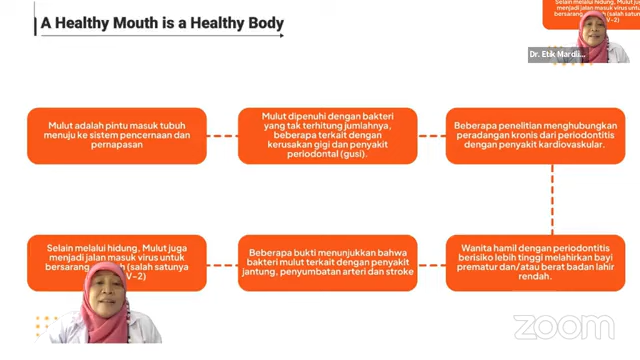 A Healthy Mouth is a Healthy Body
Selain melalui hidung, Mulut juga
menjadi jalan masuk virus untuk
bersarang (salah satunya
V-2)
Dr. Etik
Mulut adalah pintu masuk tubuh
menuju ke sistem pencernaan dan
pernapasan
Mulut dipenuhi dengan bakteri
yang tak terhitung jumlahnya,
beberapa terkait dengan
kerusakan gigi dan penyakit
periodontal (gusi).
Beberapa penelitian menghubungkan
peradangan kronis dari periodontitis
dengan penyakit kardiovaskular.
Wanita hamil dengan periodontitis
berisiko lebih tinggi melahirkan bayi
prematur dan/atau berat badan lahir
rendah.
Beberapa bukti menunjukkan bahwa
bakteri mulut terkait dengan penyakit
jantung, penyumbatan arteri dan stroke
Selain melalui hidung, Mulut juga
menjadi jalan masuk virus untuk
bersarang (salah satunya
V-2)
zoom